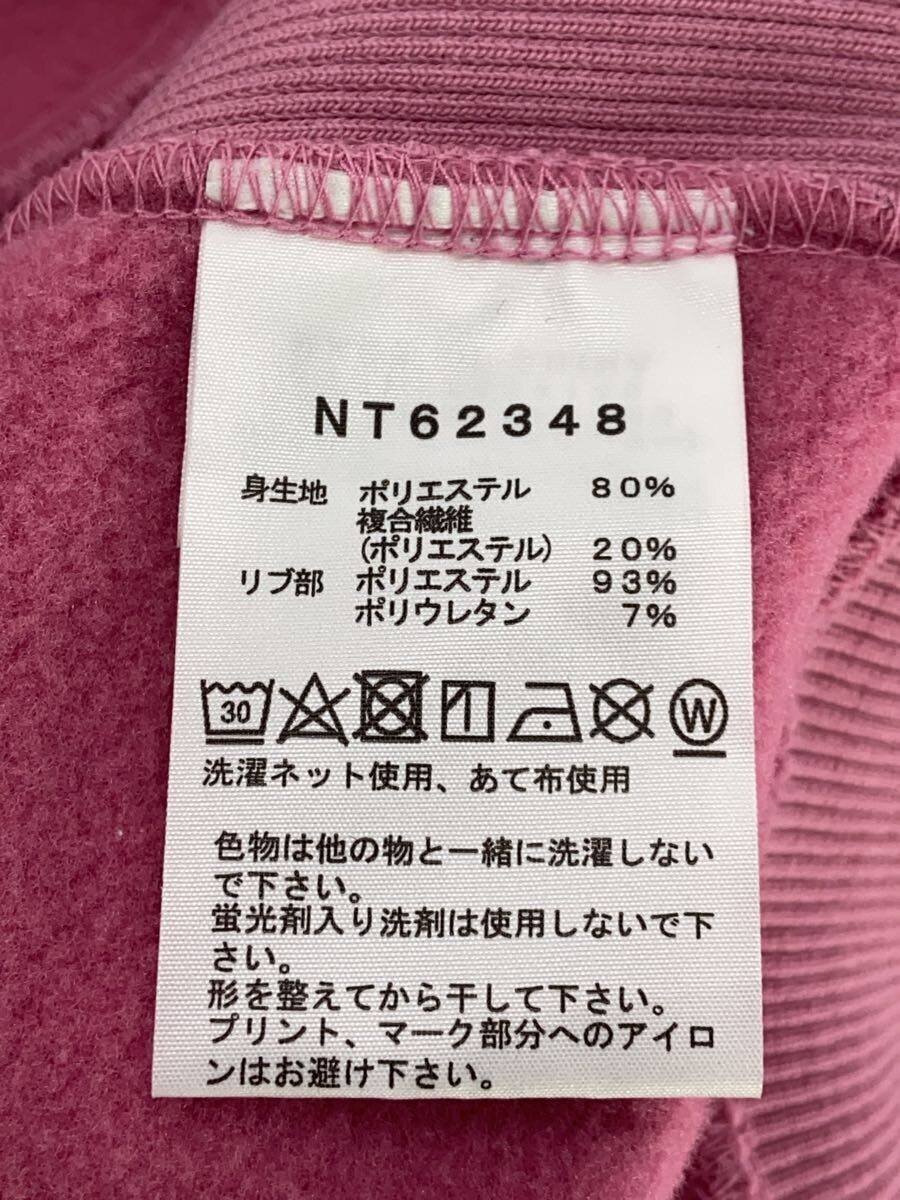 NT62348
身生地 ポリエステル 80%
複合繊維
(ポリエステル) 20%
リブ部 ポリエステル 93%
ポリウレタン 7%
30 W
洗濯ネット使用、あて布使用
色物は他の物と一緒に洗濯しない
で下さい。
蛍光剤入り洗剤は使用しないで下
さい。
形を整えてから干して下さい。
プリント、マーク部分へのアイロ
ンはお避け下さい。